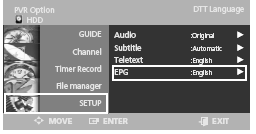 PVR Option DTT Language
HDD
GUIDE
Channel
Timer Record
File manager
SETUP
Audio :Original ▶
Subtitle :Automatic ▶
Teletext :English ▶
EPG :English ▶
MOVE ENTER EXIT